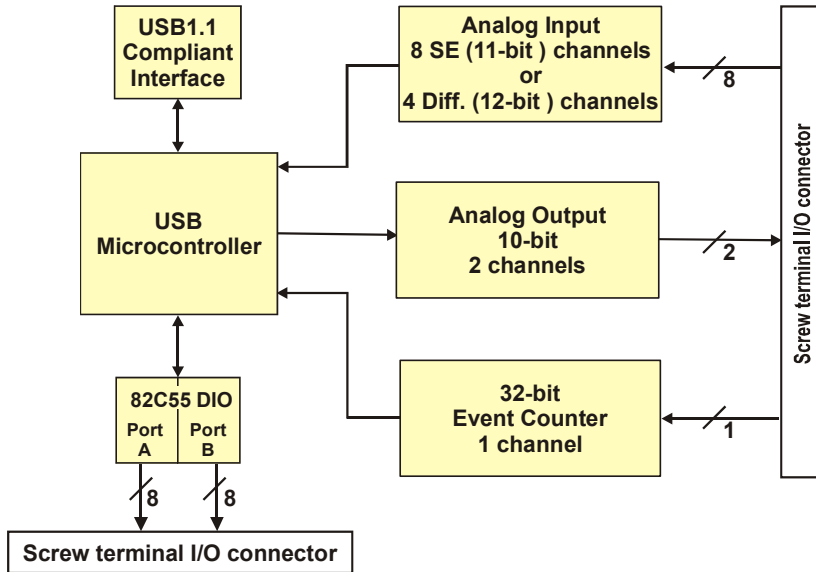 USB1.1
Compliant
Interface
Analog Input
8 SE (11-bit ) channels
or
4 Diff. (12-bit ) channels
8
USB
Microcontroller
Analog Output
10-bit
2 channels
2
Screw terminal I/O connector
82C55 DIO
Port
A
Port
B
32-bit
Event Counter
1 channel
1
8
8
Screw terminal I/O connector